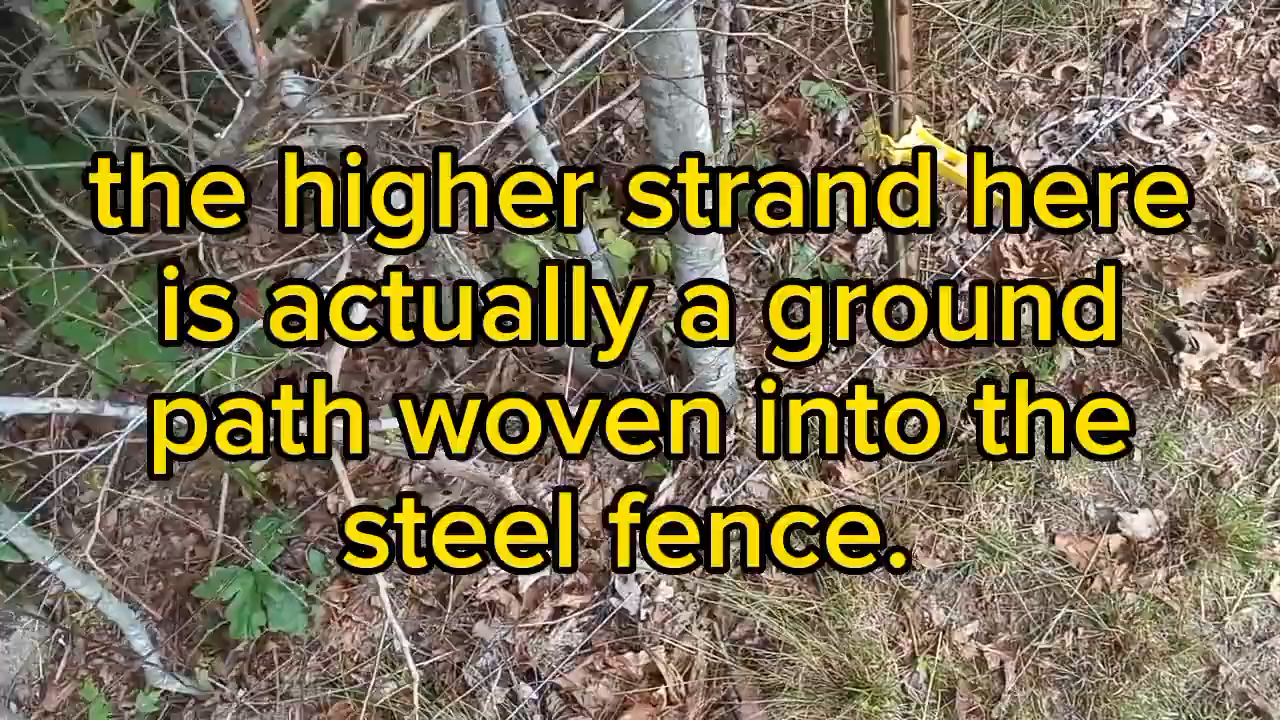 the higher strand here
is actually a ground
path woven into the
steel fence.